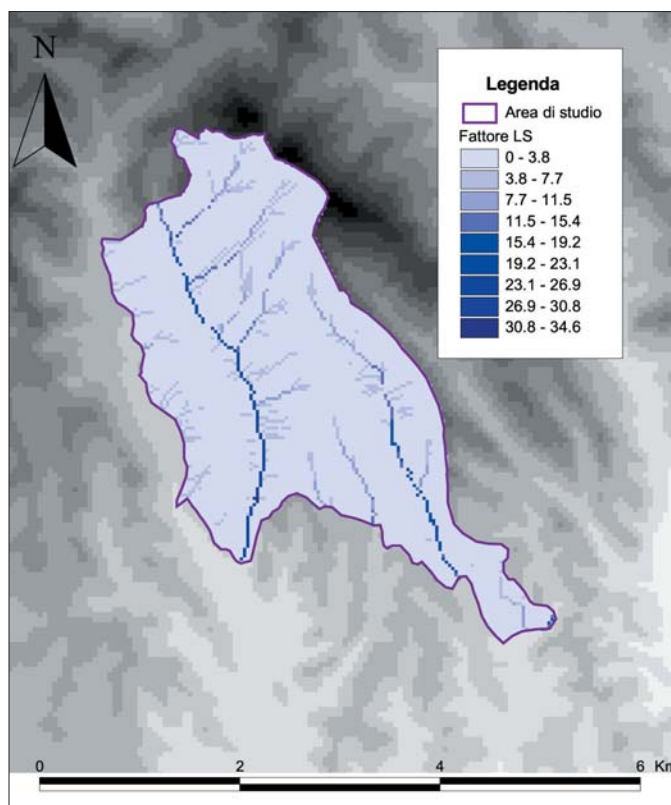 N
Legenda
Area di studio
Fattore LS
0 - 3.8
3.8 - 7.7
7.7 - 11.5
11.5 - 15.4
15.4 - 19.2
19.2 - 23.1
23.1 - 26.9
26.9 - 30.8
30.8 - 34.6
0 2 4 6 Km